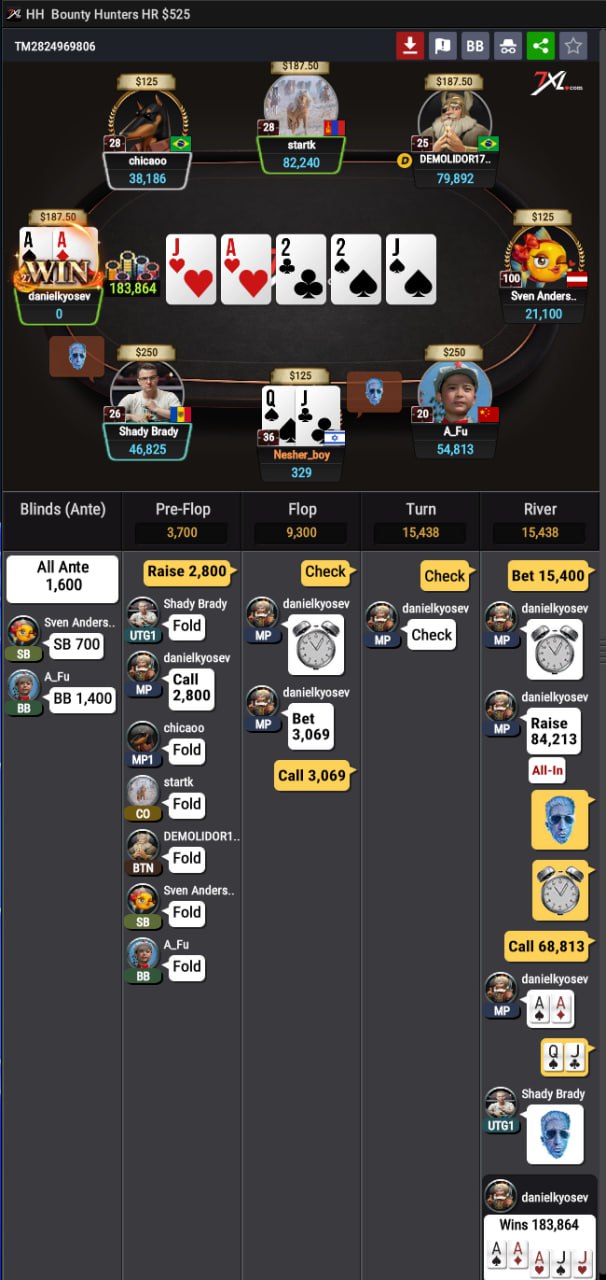 HH Bounty Hunters HR $525
TM2824969806
BB
$125
28
chicaoo
38,186
$187.50
28
startk
82,240
$187.50
25
DEMOLIDOR17..
79,892
7XL.com
D
$187.50
A A
WIN
danielkyosev
0
183,864
J A 2 2 J
$125
100
Sven Anders..
21,100
$250
26
Shady Brady
46,825
$125
Q J
36
Nesher_boy
329
$250
20
A_Fu
54,813
Blinds (Ante)
All Ante
1,600
Sven Anders..
SB
SB 700
A_Fu
BB
BB 1,400
Pre-Flop
3,700
Raise 2,800
Shady Brady
UTG1
Fold
danielkyosev
MP
Call
2,800
chicaoo
MP1
Fold
startk
CO
Fold
DEMOLIDOR1..
BTN
Fold
Sven Anders..
SB
Fold
A_Fu
BB
Fold
Flop
9,300
Check
danielkyosev
MP
danielkyosev
MP
Bet
3,069
Call 3,069
Turn
15,438
Check
danielkyosev
MP
Check
River
15,438
Bet 15,400
danielkyosev
MP
danielkyosev
MP
Raise
84,213
All-In
Call 68,813
danielkyosev
MP
A A
Q J
Shady Brady
UTG1
danielkyosev
Wins 183,864
A A A J J